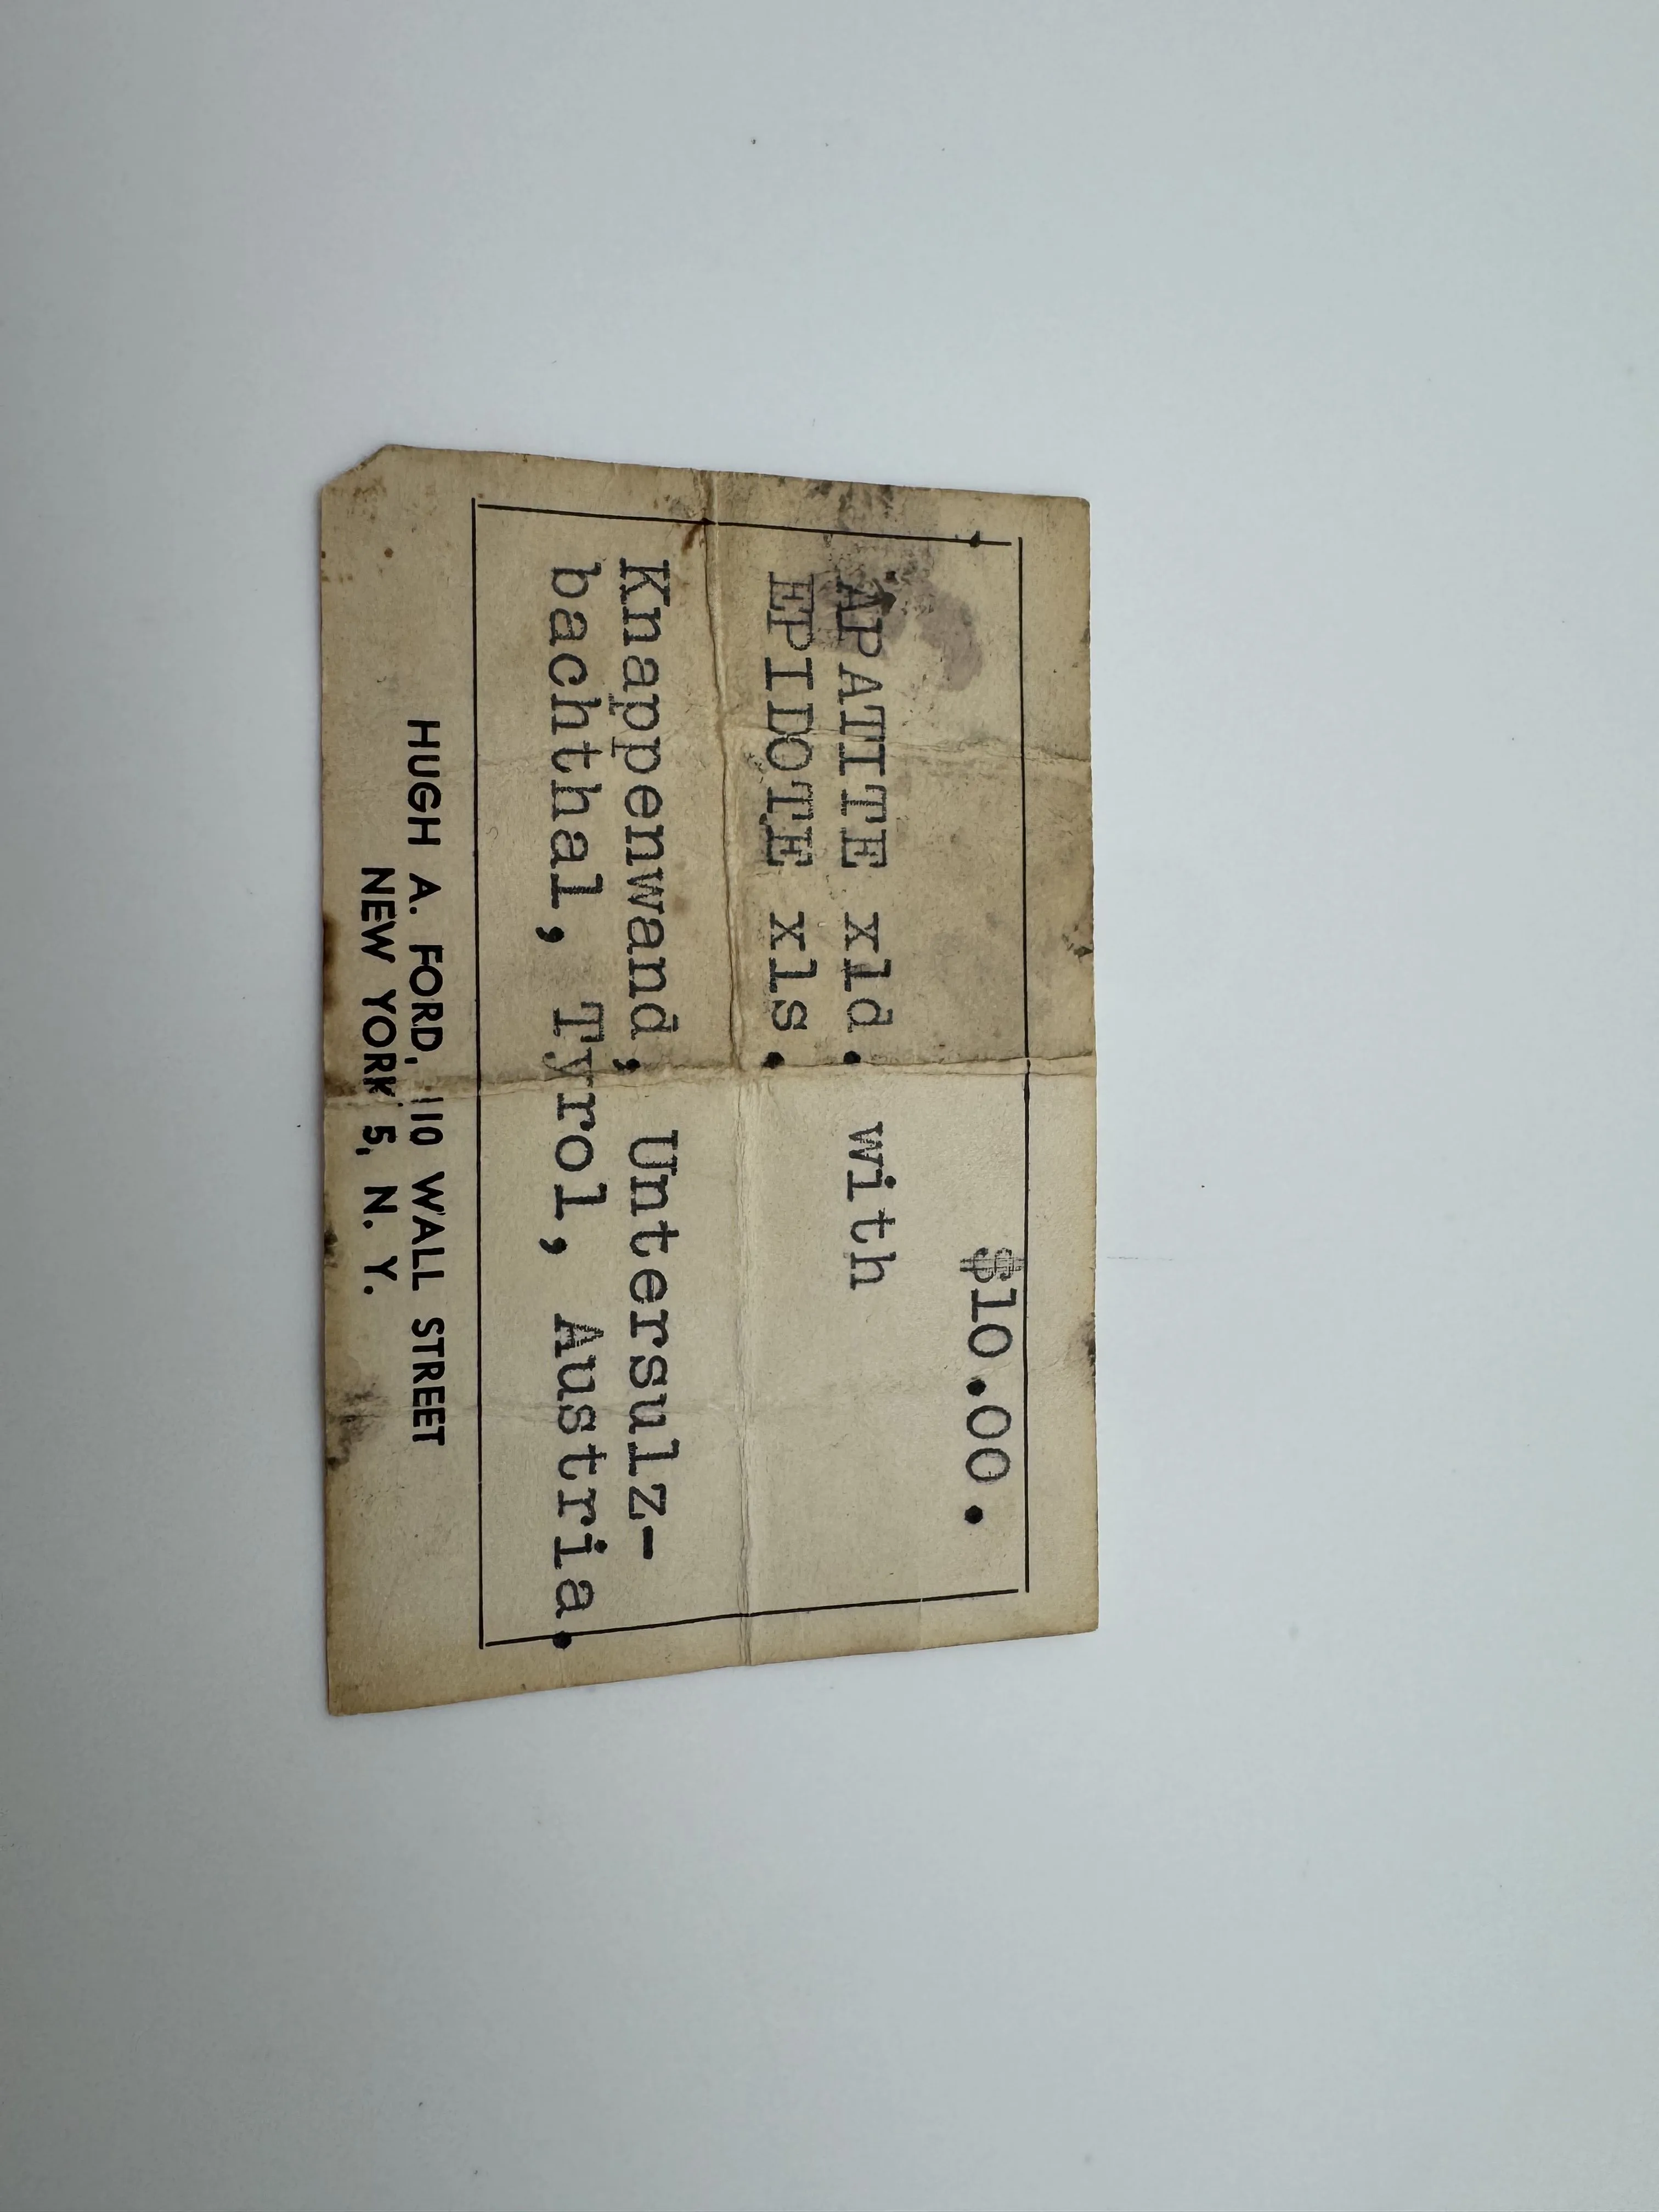 $10.00.
APATITE xld. with
EPIDOTE xls.
Knappenwand, Untersulz-
bachthal, Tyrol, Austria.
HUGH A. FORD, 110 WALL STREET
NEW YORK 5, N. Y.